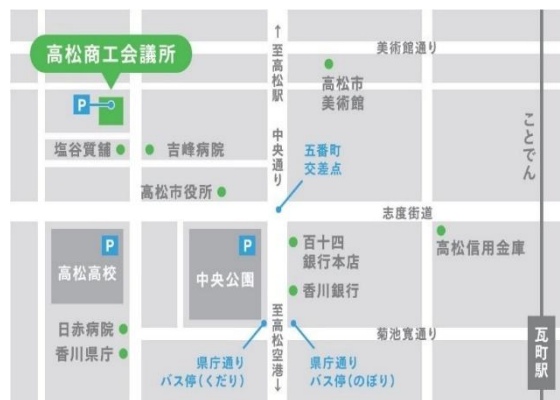 美術館通り
↑至高松駅
高松商工会議所
P
高松市
美術館
中央通り
ことでん
塩谷質舗
吉峰病院
五番町
交差点
高松市役所
志度街道
P
P
百十四
銀行本店
高松信用金庫
高松高校
中央公園
香川銀行
至高松空港↓
日赤病院
香川県庁
菊池寛通り
瓦町駅
県庁通り
バス停(くだり)
県庁通り
バス停(のぼり)